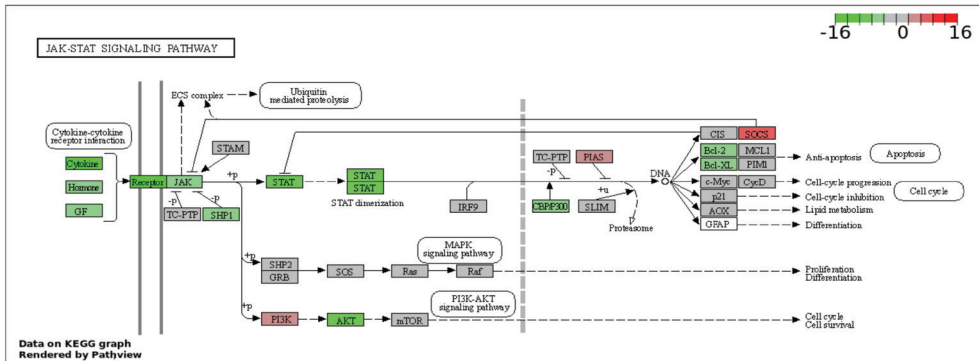 -16 0 16
JAK-STAT SIGNALING PATHWAY
ECS complex
Ubiquitin
mediated proteolysis
Cytokine-cytokine
receptor interaction
Cytokine
Hormone
GF
Receptor
JAK
STAM
+p
-p
-p
TC-PTP
SHP1
STAT
STAT
STAT
STAT dimerization
IRF9
TC-PTP
PIAS
-p
+u
CBP/P300
SLIM
Proteasome
DNA
CIS
SOCS
Bcl-2
MCL1
Bcl-XL
PIM1
c-Myc
CycD
p21
AOX
GFAP
Anti-apoptosis
Apoptosis
Cell-cycle progression
Cell-cycle inhibition
Cell cycle
Lipid metabolism
Differentiation
+p
SHP2
GRB
SOS
Ras
Raf
MAPK
signaling pathway
Proliferation
Differentiation
+p
PI3K
AKT
mTOR
PI3K-AKT
signaling pathway
Cell cycle
Cell survival
Data on KEGG graph
Rendered by Pathview